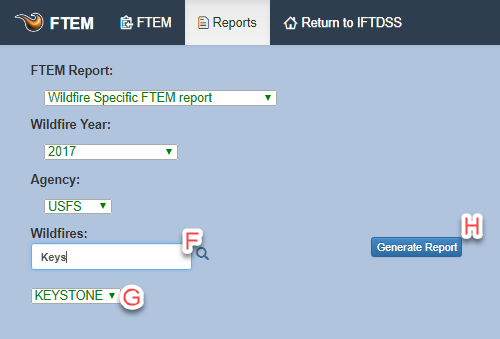 FTEM FTEM Reports Return to IFTDSS
FTEM Report:
Wildfire Specific FTEM report
Wildfire Year:
2017
Agency:
USFS
Wildfires:
F
H
Keys
Generate Report
KEYSTONE
G